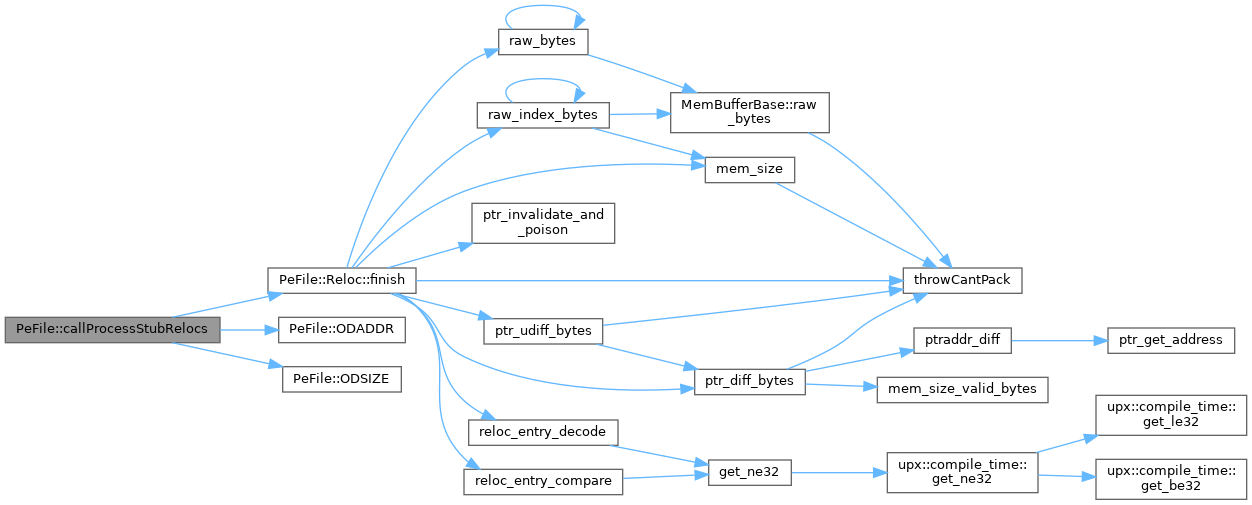 raw_bytes
raw_index_bytes
MemBufferBase::raw
_bytes
mem_size
ptr_invalidate_and
_poison
PeFile::Reloc::finish
throwCantPack
PeFile::callProcessStubRelocs
PeFile::ODADDR
ptr_udiff_bytes
ptraddr_diff
ptr_get_address
PeFile::ODSIZE
ptr_diff_bytes
mem_size_valid_bytes
upx::compile_time::
get_le32
reloc_entry_decode
get_ne32
upx::compile_time::
get_ne32
reloc_entry_compare
upx::compile_time::
get_be32